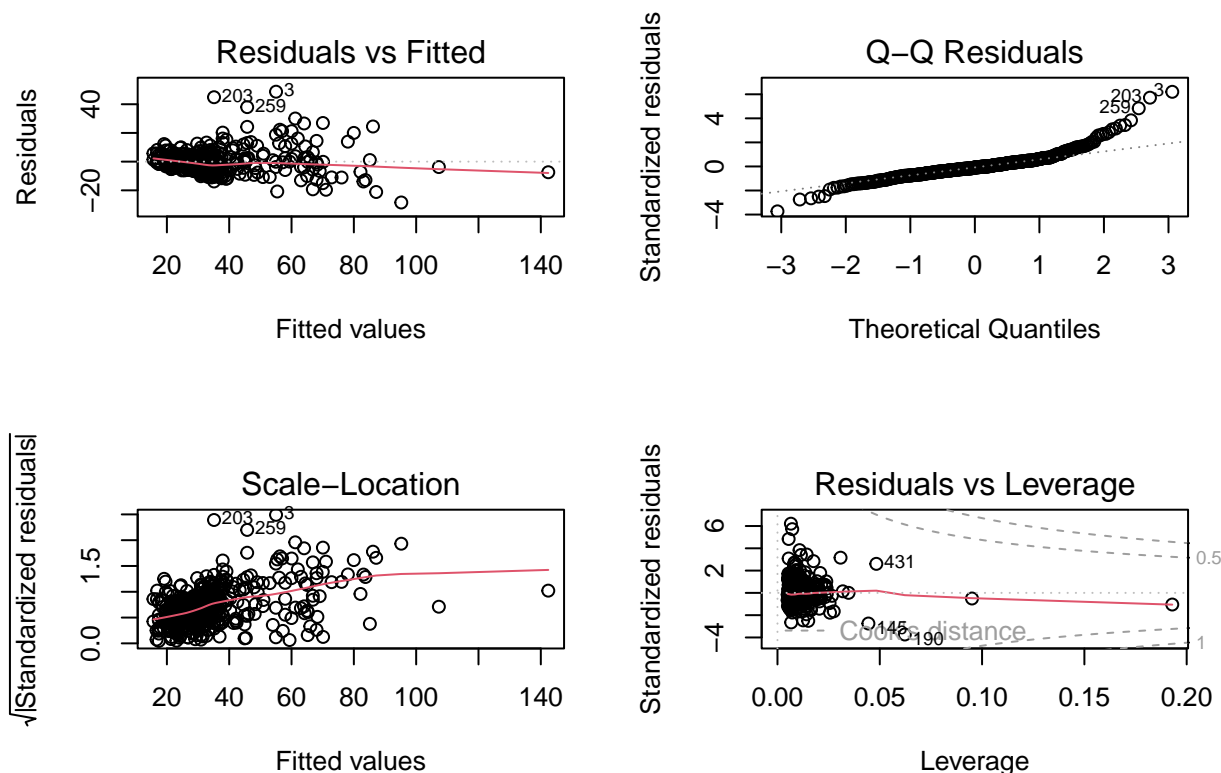 Residuals vs Fitted
Residuals
40
−20
203
259
3
20 40 60 80 100 140
Fitted values
Q−Q Residuals
Standardized residuals
4
0
−4
203
3
259
−3 −2 −1 0 1 2 3
Theoretical Quantiles
Scale−Location
√|Standardized residuals|
1.5
0.0
203
259
3
20 40 60 80 100 140
Fitted values
Residuals vs Leverage
Standardized residuals
6
2
−4
431
145
190
Cook's distance
0.5
1
0.00 0.05 0.10 0.15 0.20
Leverage